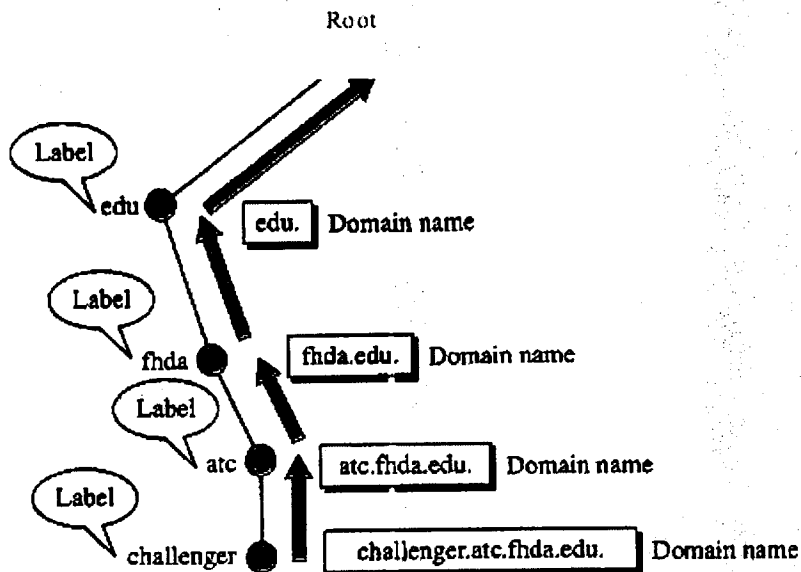 Root
Label
edu
edu.
Domain name
Label
fhda
fhda.edu.
Domain name
Label
atc
atc.fhda.edu.
Domain name
Label
challenger
challenger.atc.fhda.edu.
Domain name